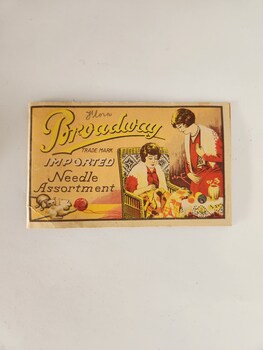 Broadway
TRADE MARK
IMPORTED
Needle
Assortment